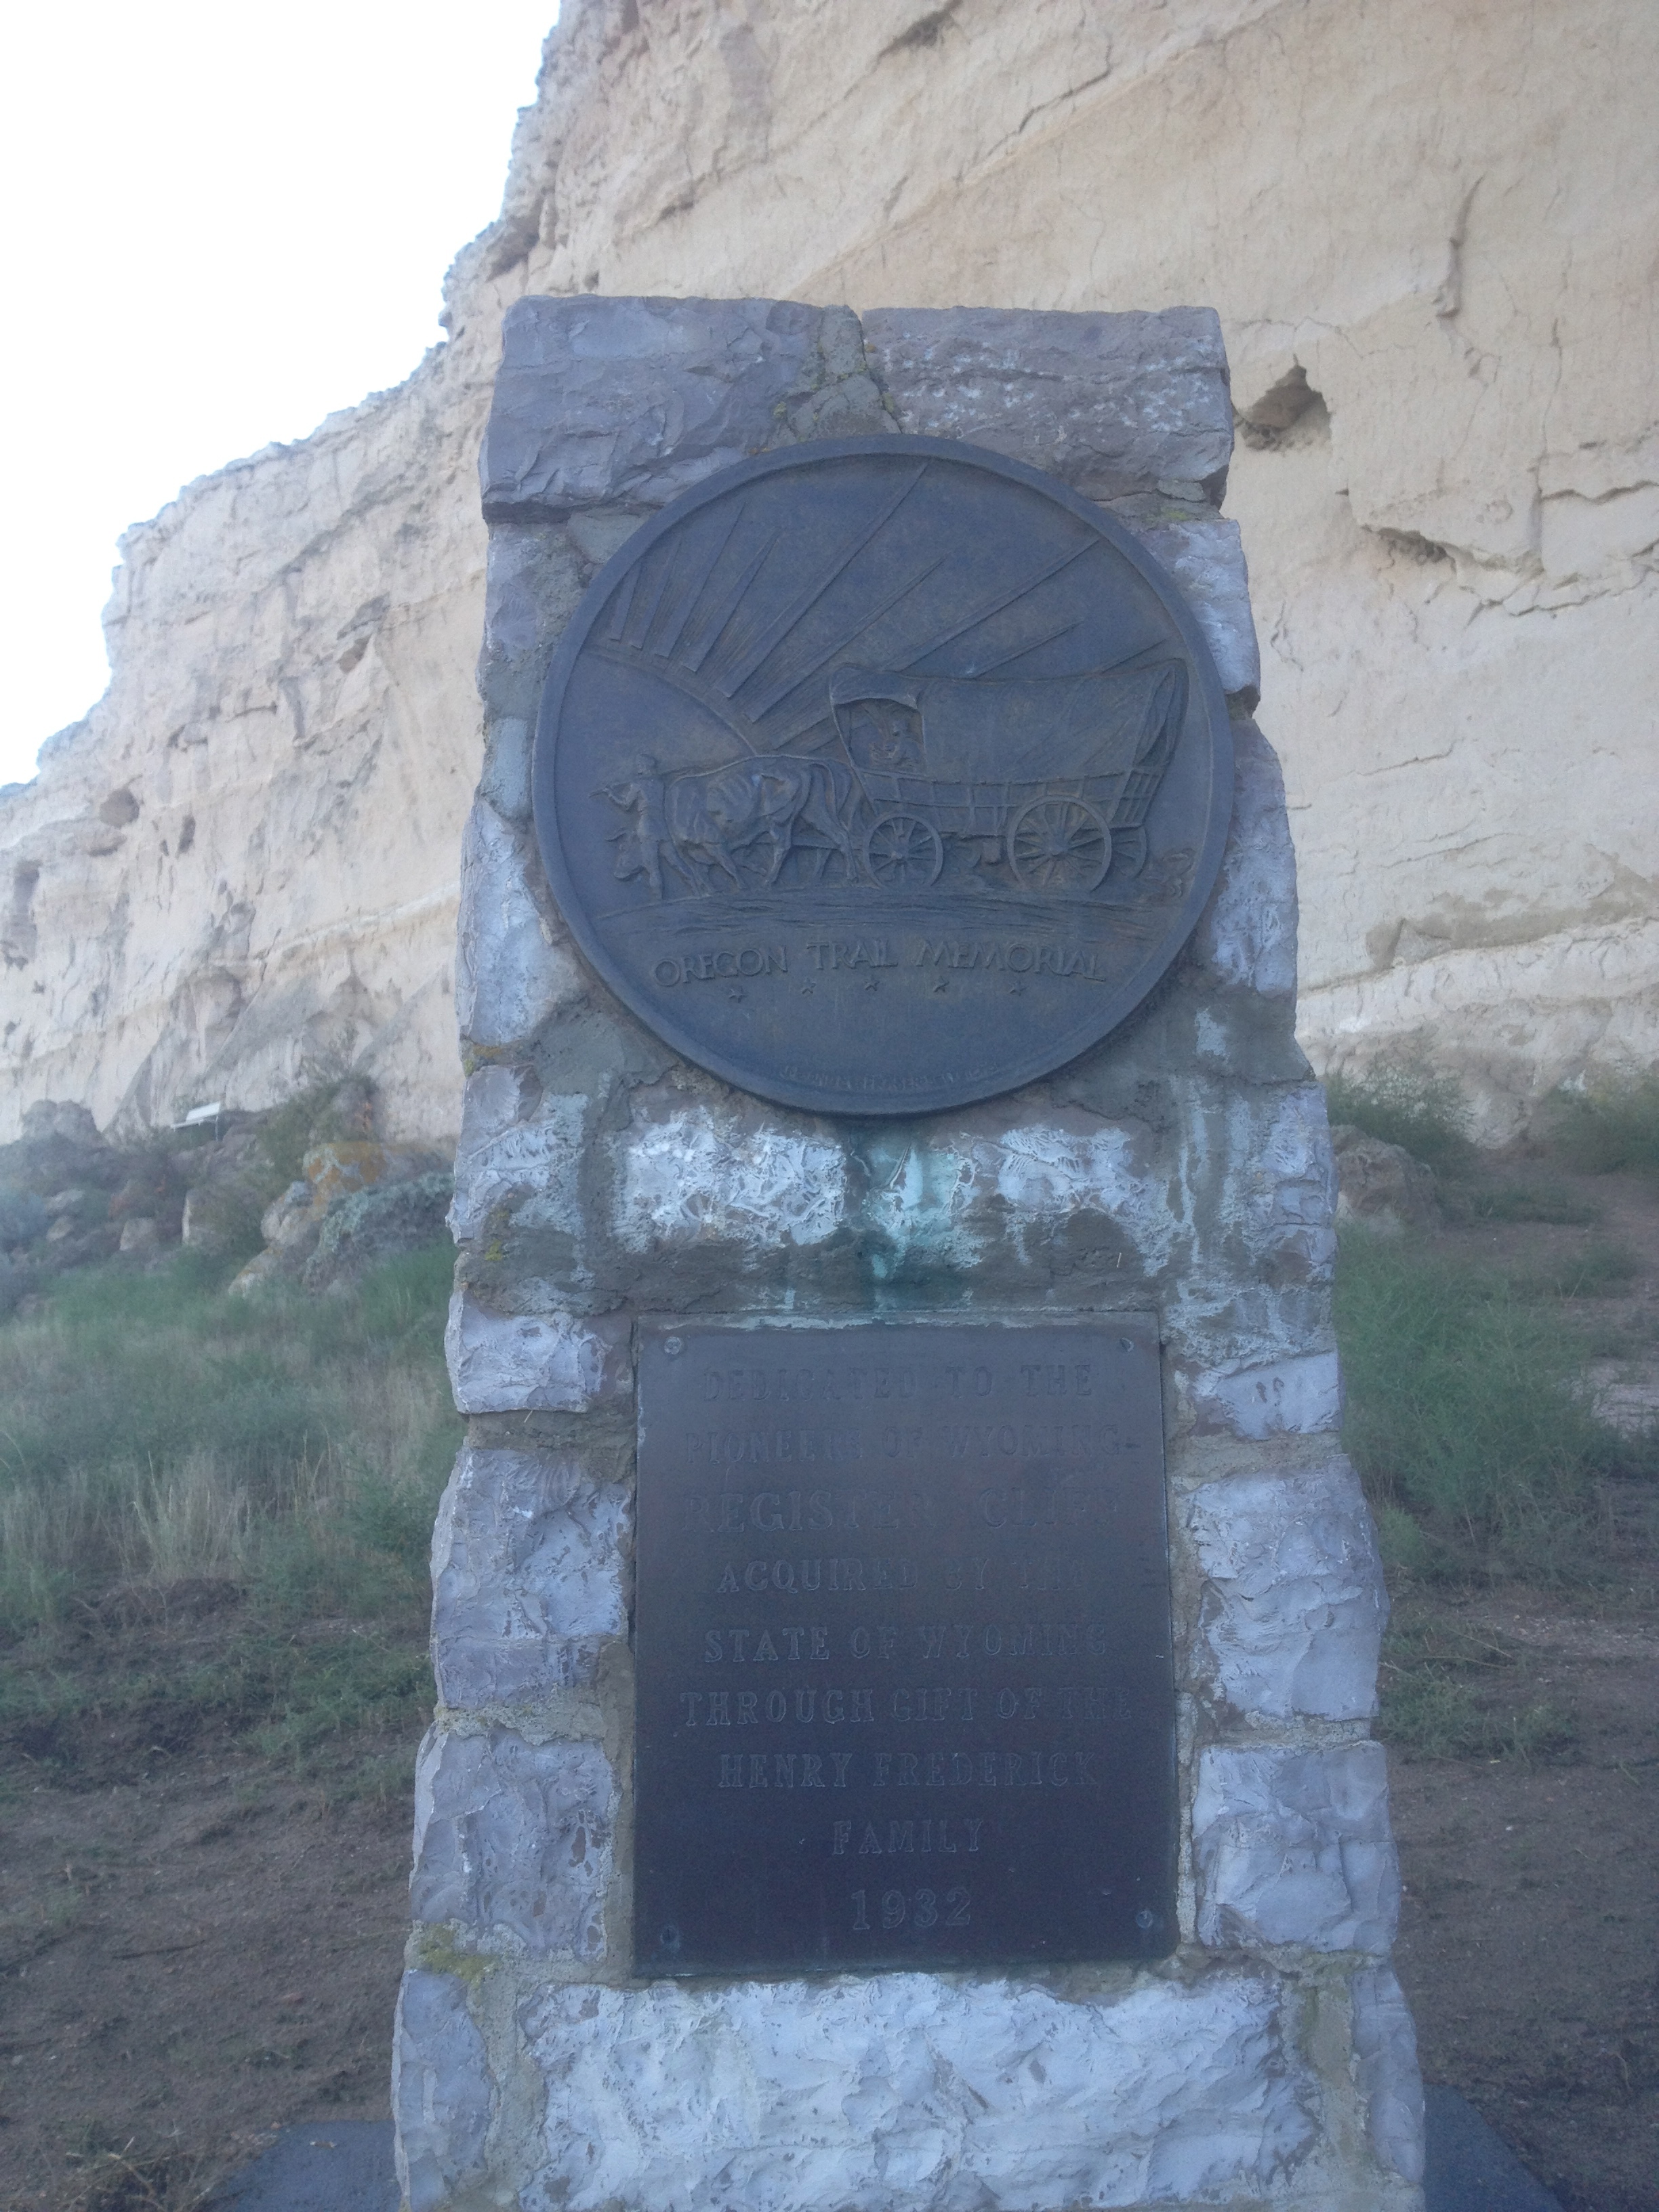 OREGON TRAIL MEMORIAL
DEDICATED TO THE
PIONEERS OF WYOMING-
REGISTER CLIFF
ACQUIRED BY THE
STATE OF WYOMING
THROUGH GIFT OF THE
HENRY FREDERICK
FAMILY
1932